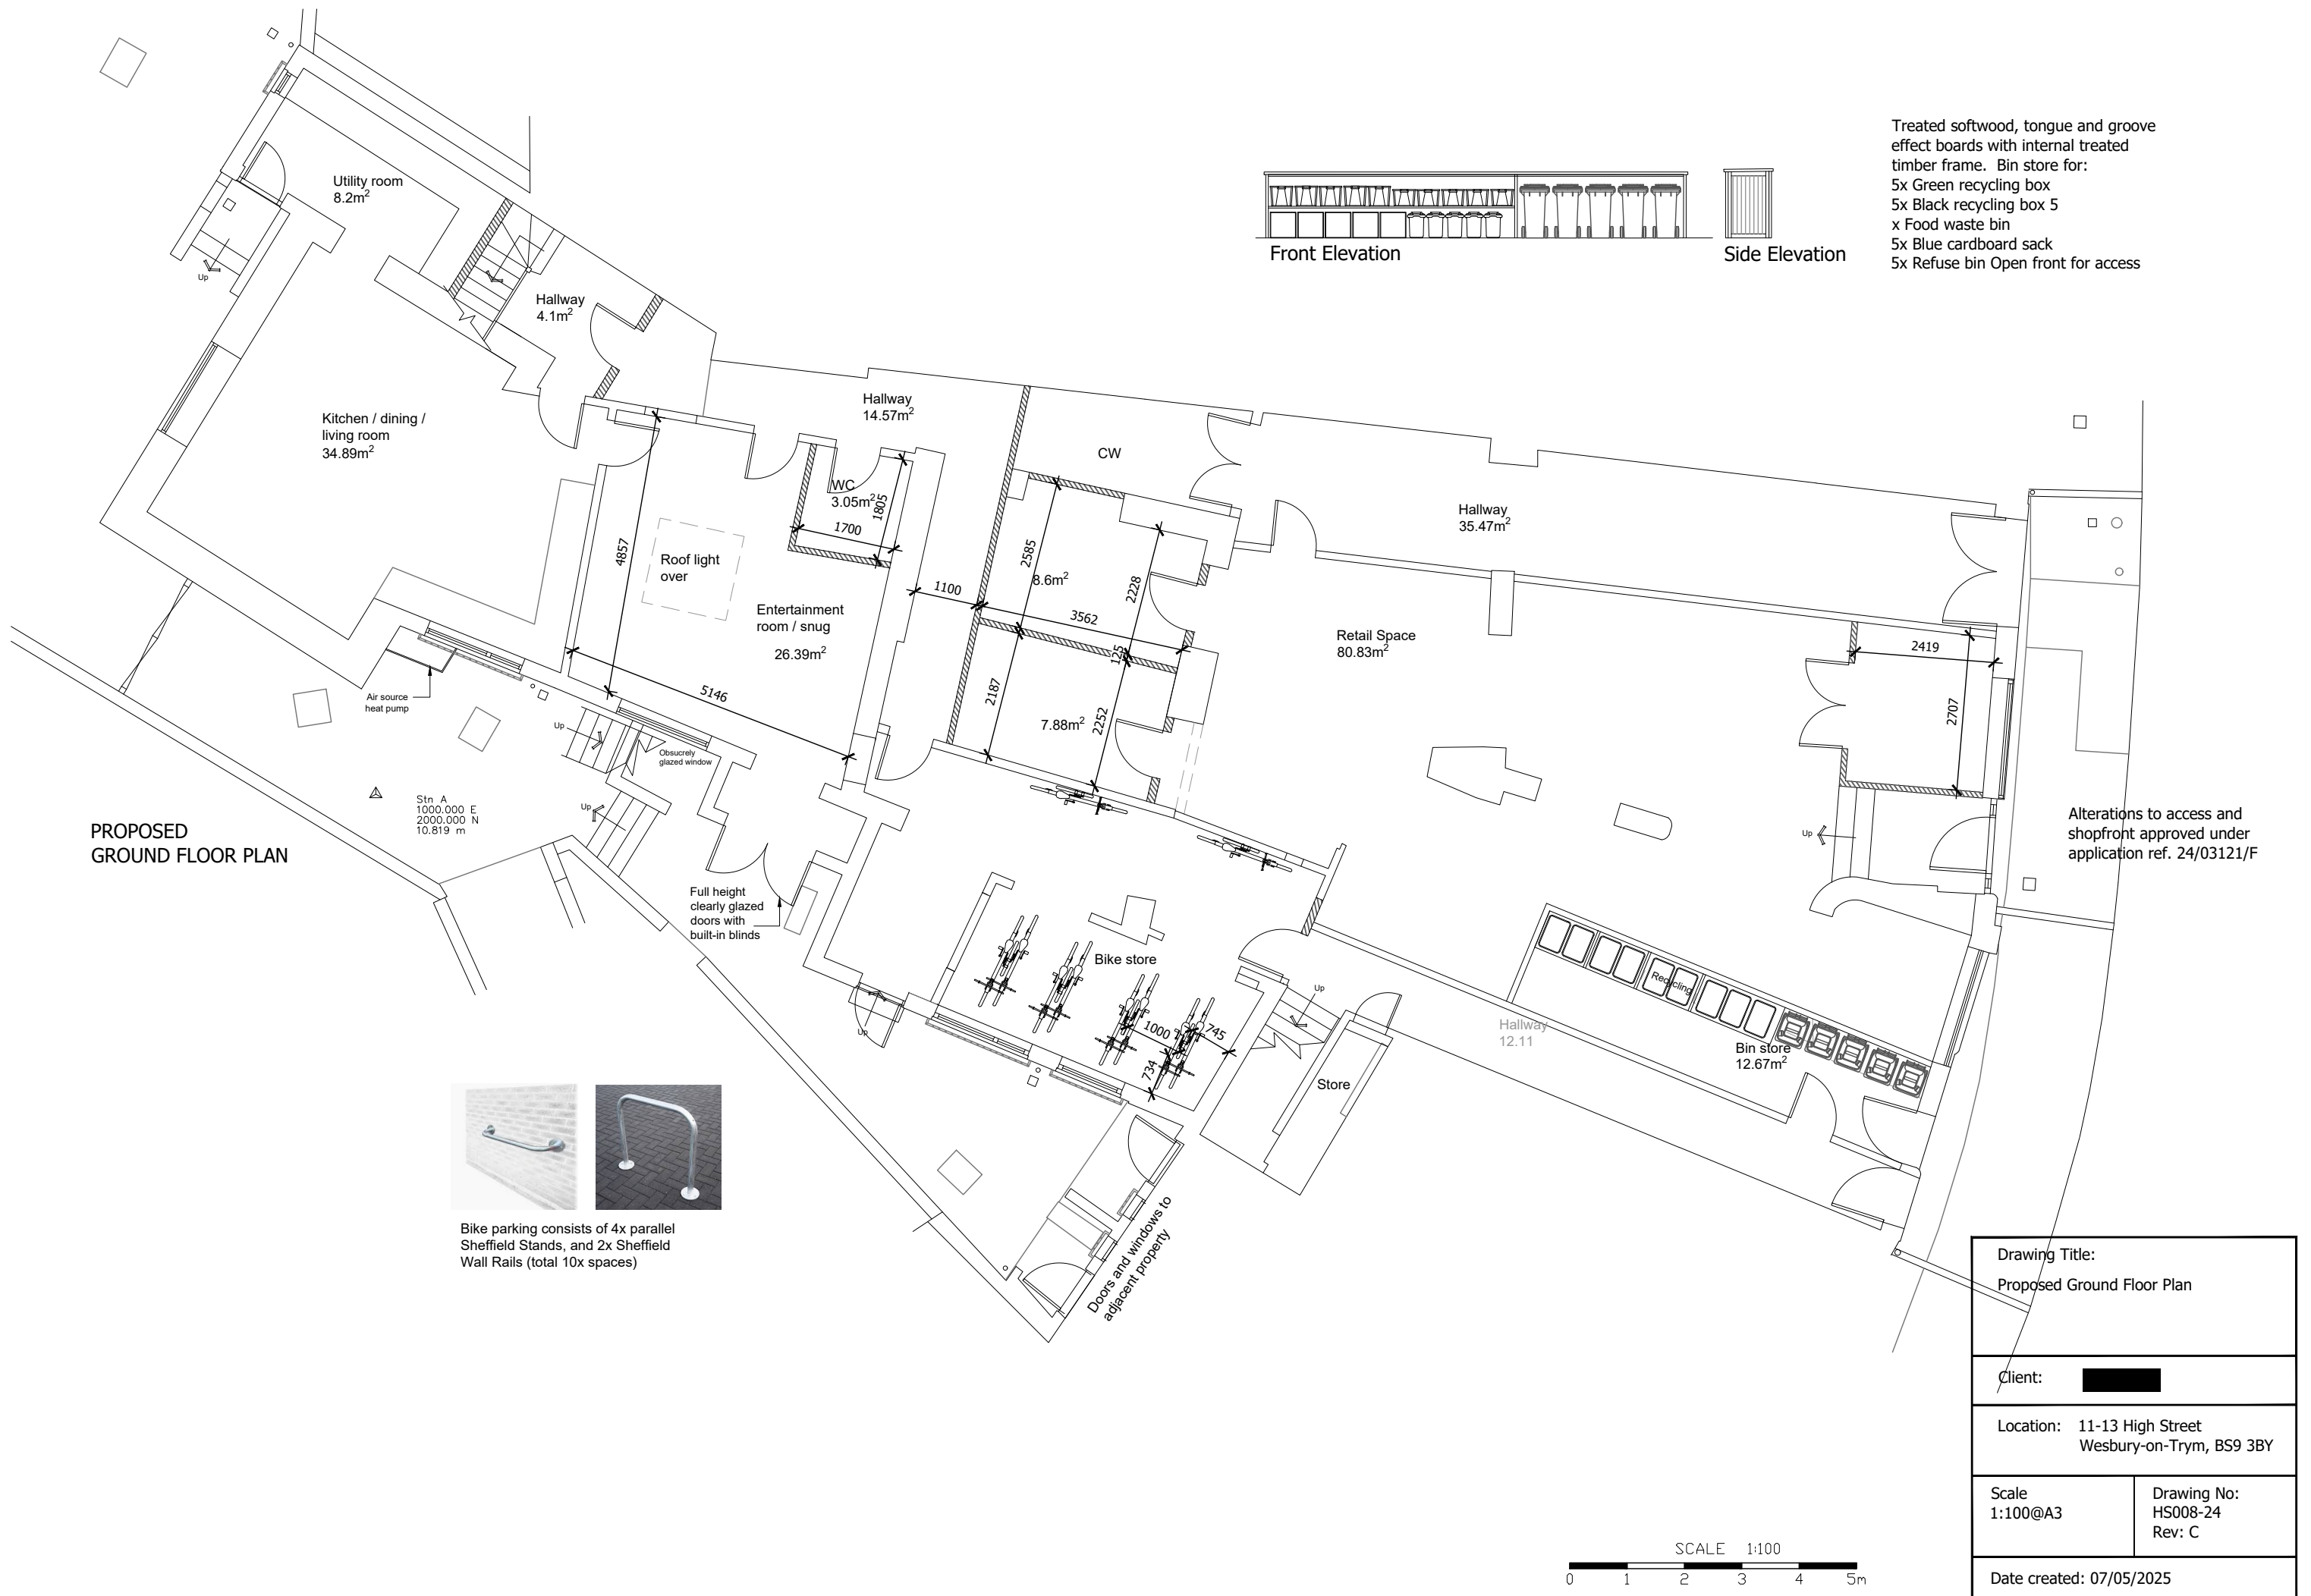 Treated softwood, tongue and groove
effect boards with internal treated
timber frame.  Bin store for:
5x Green recycling box
5x Black recycling box 5
x Food waste bin
5x Blue cardboard sack
5x Refuse bin Open front for access
Front Elevation
Side Elevation
Utility room
8.2m²
Up
Hallway
4.1m²
Kitchen / dining /
living room
34.89m²
Hallway
14.57m²
CW
WC
3.05m²
1805
1700
4857
Roof light
over
Entertainment
room / snug
26.39m²
5146
1100
2585
8.6m²
2228
3562
125
2187
7.88m²
2252
Hallway
35.47m²
Retail Space
80.83m²
2419
2707
Up
Alterations to access and
shopfront approved under
application ref. 24/03121/F
Air source
heat pump
Up
Obsucrely
glazed window
Up
Stn A
1000.000 E
2000.000 N
10.819 m
PROPOSED
GROUND FLOOR PLAN
Full height
clearly glazed
doors with
built-in blinds
Up
Bike store
1000
745
734
Up
Store
Hallway
12.11
Recycling
Bin store
12.67m²
Bike parking consists of 4x parallel
Sheffield Stands, and 2x Sheffield
Wall Rails (total 10x spaces)
Doors and windows to
adjacent property
Drawing Title:
Proposed Ground Floor Plan
Client:
Location: 11-13 High Street
Wesbury-on-Trym, BS9 3BY
Scale
1:100@A3
Drawing No:
HS008-24
Rev: C
Date created: 07/05/2025
SCALE 1:100
0 1 2 3 4 5m